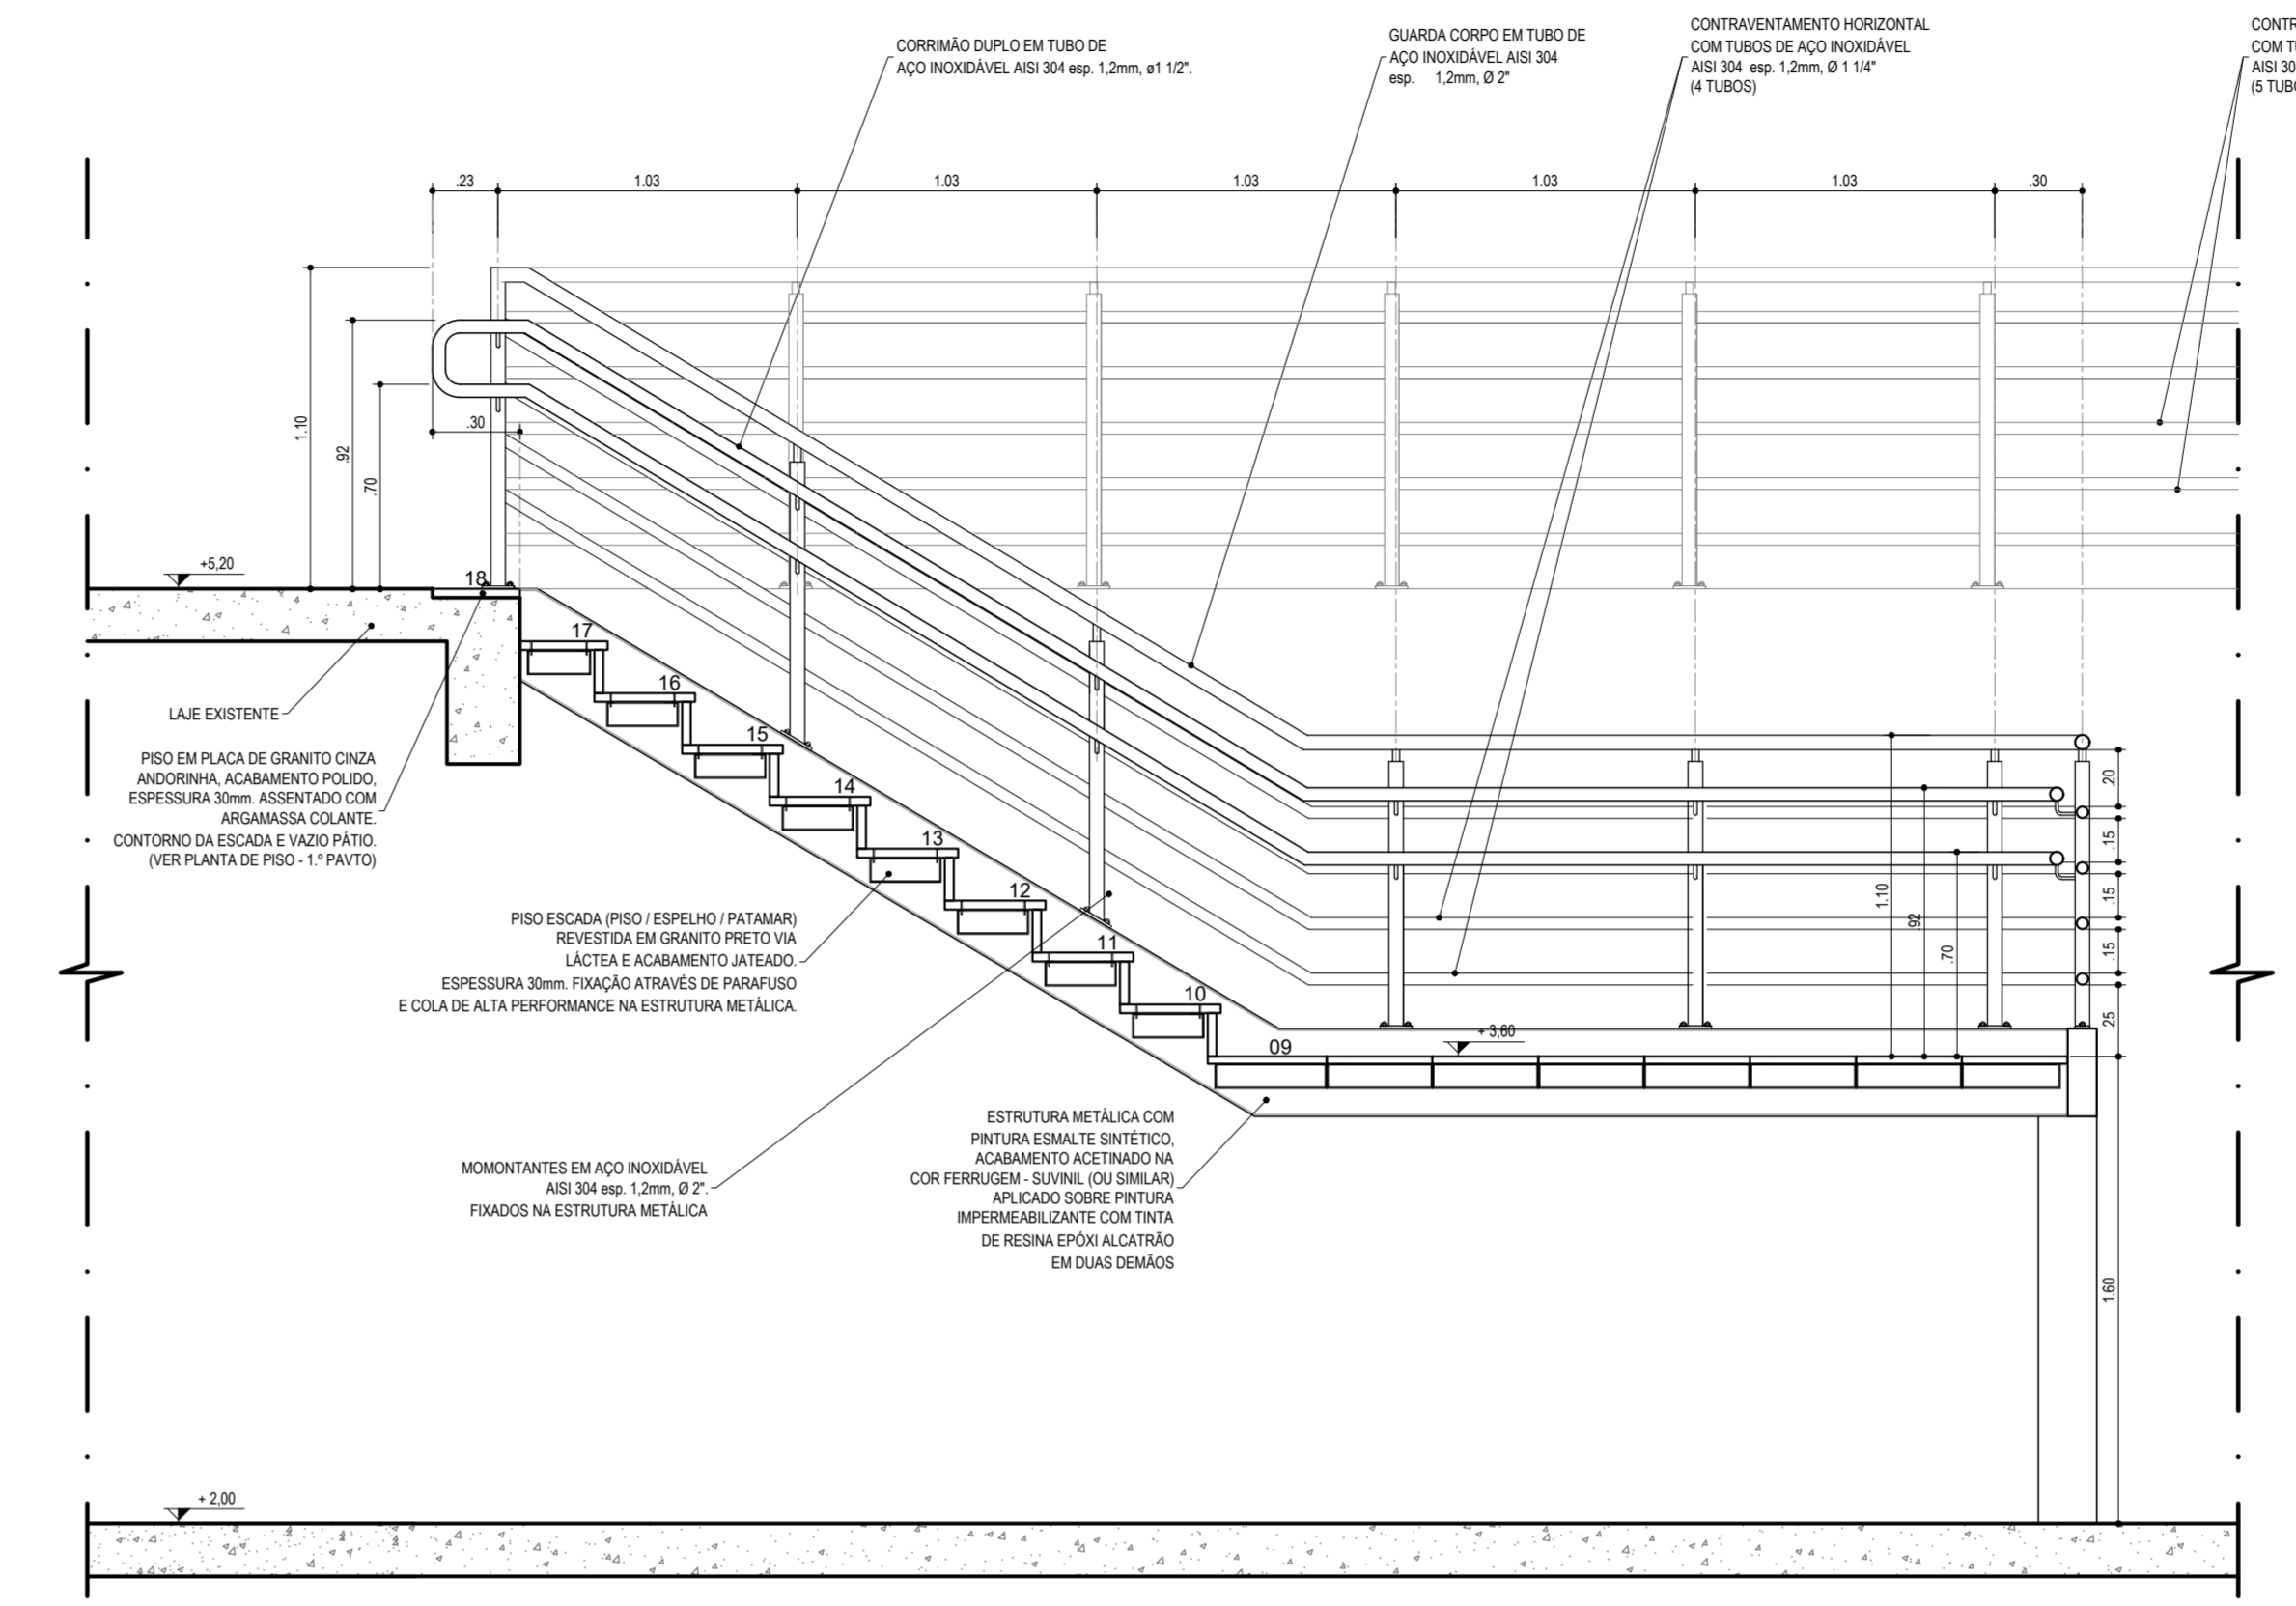 CORRIMÃO DUPLO EM TUBO DE
AÇO INOXIDÁVEL AISI 304 esp. 1,2mm, ø1 1/2".
GUARDA CORPO EM TUBO DE
AÇO INOXIDÁVEL AISI 304
esp. 1,2mm, Ø 2"
CONTRAVENTAMENTO HORIZONTAL
COM TUBOS DE AÇO INOXIDÁVEL
AISI 304 esp. 1,2mm, Ø 1 1/4"
(4 TUBOS)
CONTR
COM TU
AISI 30
(5 TUBO
.23 1.03 1.03 1.03 1.03 1.03 .30
1.10
.92
.70
.30
+5,20
18
17
16
15
14
13
12
11
10
09
+ 3,60
1.10
.92
.70
.20
.15
.15
.15
.25
1.60
LAJE EXISTENTE
PISO EM PLACA DE GRANITO CINZA
ANDORINHA, ACABAMENTO POLIDO,
ESPESSURA 30mm. ASSENTADO COM
ARGAMASSA COLANTE.
CONTORNO DA ESCADA E VAZIO PÁTIO.
(VER PLANTA DE PISO - 1.º PAVTO)
PISO ESCADA (PISO / ESPELHO / PATAMAR)
REVESTIDA EM GRANITO PRETO VIA
LÁCTEA E ACABAMENTO JATEADO.
ESPESSURA 30mm. FIXAÇÃO ATRAVÉS DE PARAFUSO
E COLA DE ALTA PERFORMANCE NA ESTRUTURA METÁLICA.
MOMONTANTES EM AÇO INOXIDÁVEL
AISI 304 esp. 1,2mm, Ø 2".
FIXADOS NA ESTRUTURA METÁLICA
ESTRUTURA METÁLICA COM
PINTURA ESMALTE SINTÉTICO,
ACABAMENTO ACETINADO NA
COR FERRUGEM - SUVINIL (OU SIMILAR)
APLICADO SOBRE PINTURA
IMPERMEABILIZANTE COM TINTA
DE RESINA EPÓXI ALCATRÃO
EM DUAS DEMÃOS
+ 2,00